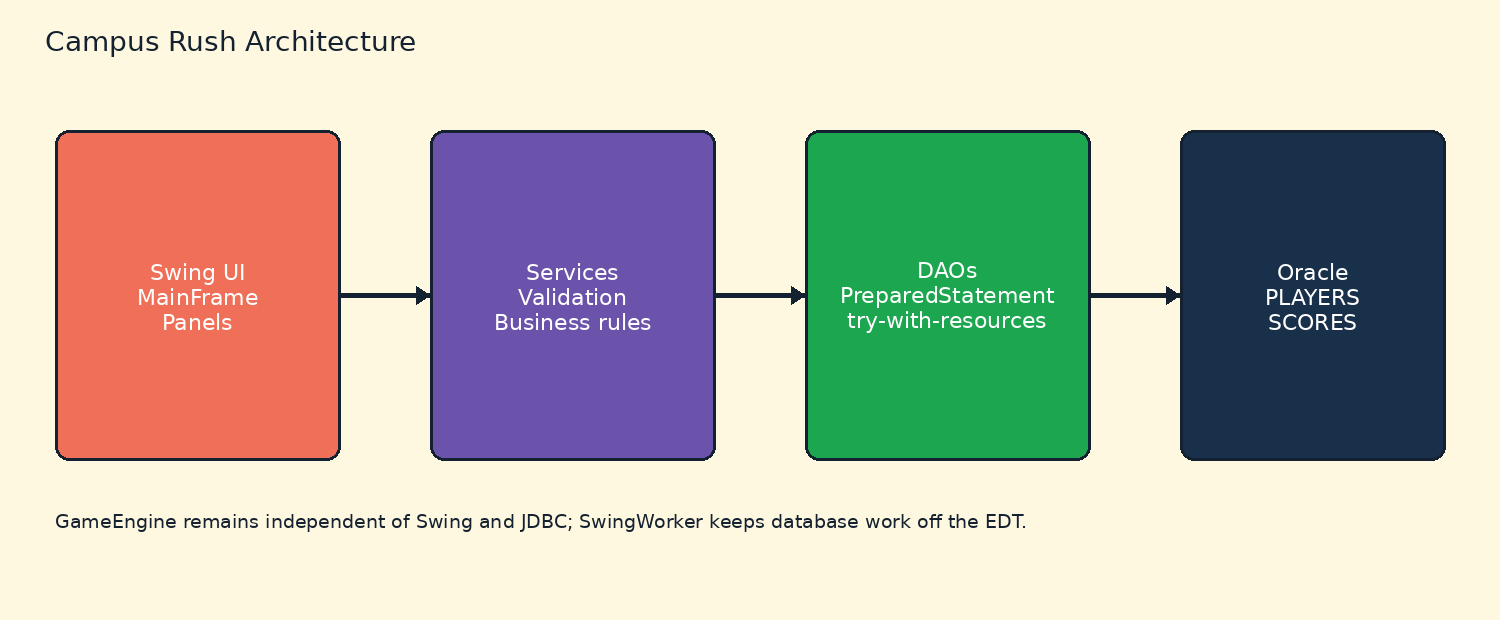 Campus Rush Architecture
Swing UI
MainFrame
Panels
Services
Validation
Business rules
DAOs
PreparedStatement
try-with-resources
Oracle
PLAYERS
SCORES
GameEngine remains independent of Swing and JDBC; SwingWorker keeps database work off the EDT.